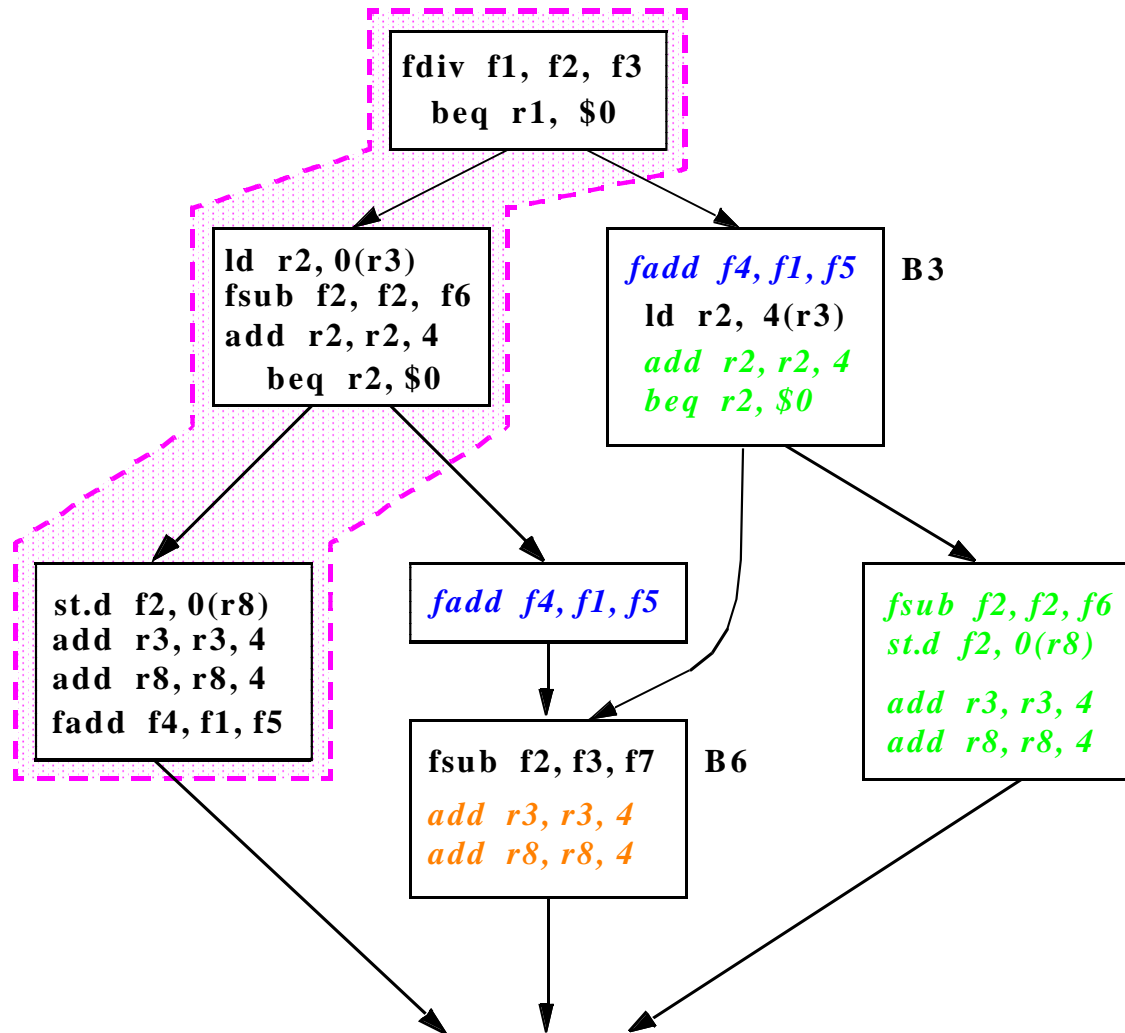 fdiv f1, f2, f3
beq r1, $0
ld r2, 0(r3)
fsub f2, f2, f6
add r2, r2, 4
beq r2, $0
fadd f4, f1, f5
ld r2, 4(r3)
add r2, r2, 4
beq r2, $0
B3
st.d f2, 0(r8)
add r3, r3, 4
add r8, r8, 4
fadd f4, f1, f5
fadd f4, f1, f5
fsub f2, f3, f7
add r3, r3, 4
add r8, r8, 4
B6
fsub f2, f2, f6
st.d f2, 0(r8)
add r3, r3, 4
add r8, r8, 4